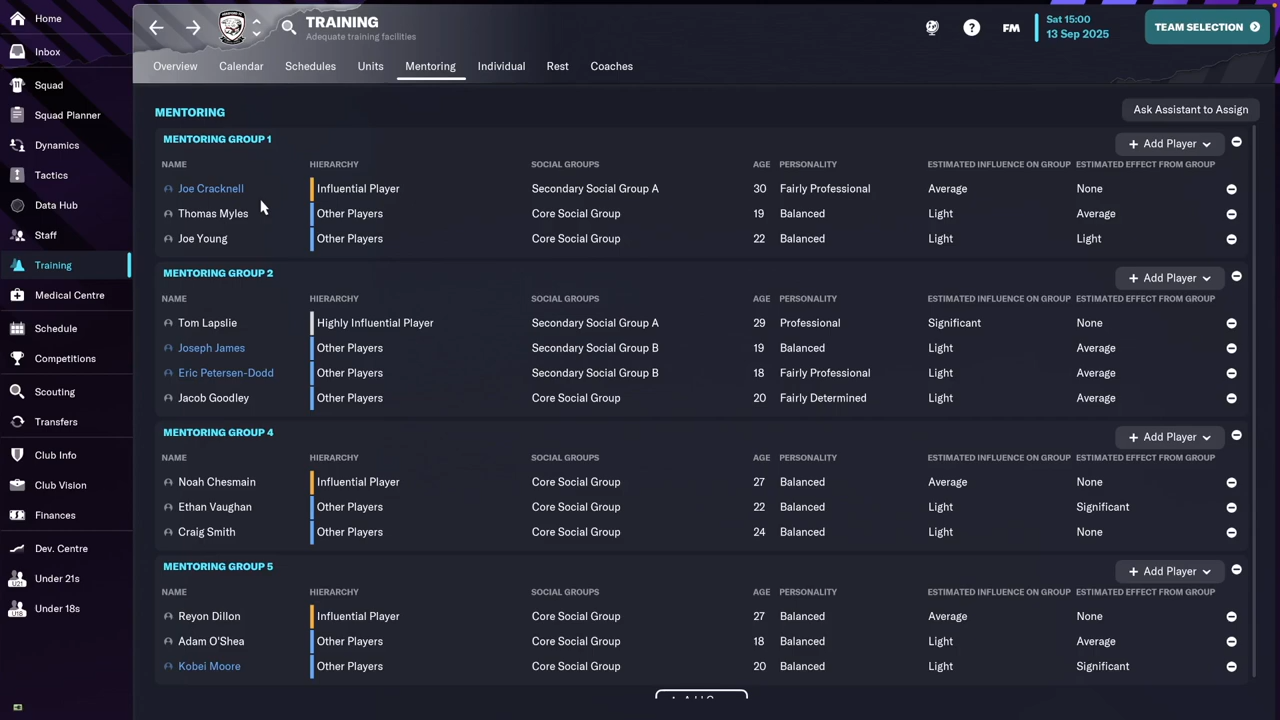 Home
Inbox
Squad
Squad Planner
Dynamics
Tactics
Data Hub
Staff
Training
Medical Centre
Schedule
Competitions
Scouting
Transfers
Club Info
Club Vision
Finances
Dev. Centre
Under 21s
Under 18s
TRAINING
Adequate training facilities
FM
Sat 15:00
13 Sep 2025
TEAM SELECTION
Overview Calendar Schedules Units Mentoring Individual Rest Coaches
MENTORING
Ask Assistant to Assign
MENTORING GROUP 1
Add Player
NAME HIERARCHY SOCIAL GROUPS AGE PERSONALITY ESTIMATED INFLUENCE ON GROUP ESTIMATED EFFECT FROM GROUP
Joe Cracknell Influential Player Secondary Social Group A 30 Fairly Professional Average None
Thomas Myles Other Players Core Social Group 19 Balanced Light Average
Joe Young Other Players Core Social Group 22 Balanced Light Light
MENTORING GROUP 2
Add Player
NAME HIERARCHY SOCIAL GROUPS AGE PERSONALITY ESTIMATED INFLUENCE ON GROUP ESTIMATED EFFECT FROM GROUP
Tom Lapslie Highly Influential Player Secondary Social Group A 29 Professional Significant None
Joseph James Other Players Secondary Social Group B 19 Balanced Light Average
Eric Petersen-Dodd Other Players Secondary Social Group B 18 Fairly Professional Light Average
Jacob Goodley Other Players Core Social Group 20 Fairly Determined Light Average
MENTORING GROUP 4
Add Player
NAME HIERARCHY SOCIAL GROUPS AGE PERSONALITY ESTIMATED INFLUENCE ON GROUP ESTIMATED EFFECT FROM GROUP
Noah Chesmain Influential Player Core Social Group 27 Balanced Average None
Ethan Vaughan Other Players Core Social Group 22 Balanced Light Significant
Craig Smith Other Players Core Social Group 24 Balanced Light None
MENTORING GROUP 5
Add Player
NAME HIERARCHY SOCIAL GROUPS AGE PERSONALITY ESTIMATED INFLUENCE ON GROUP ESTIMATED EFFECT FROM GROUP
Reyon Dillon Influential Player Core Social Group 27 Balanced Average None
Adam O'Shea Other Players Core Social Group 18 Balanced Light Average
Kobei Moore Other Players Core Social Group 20 Balanced Light Significant